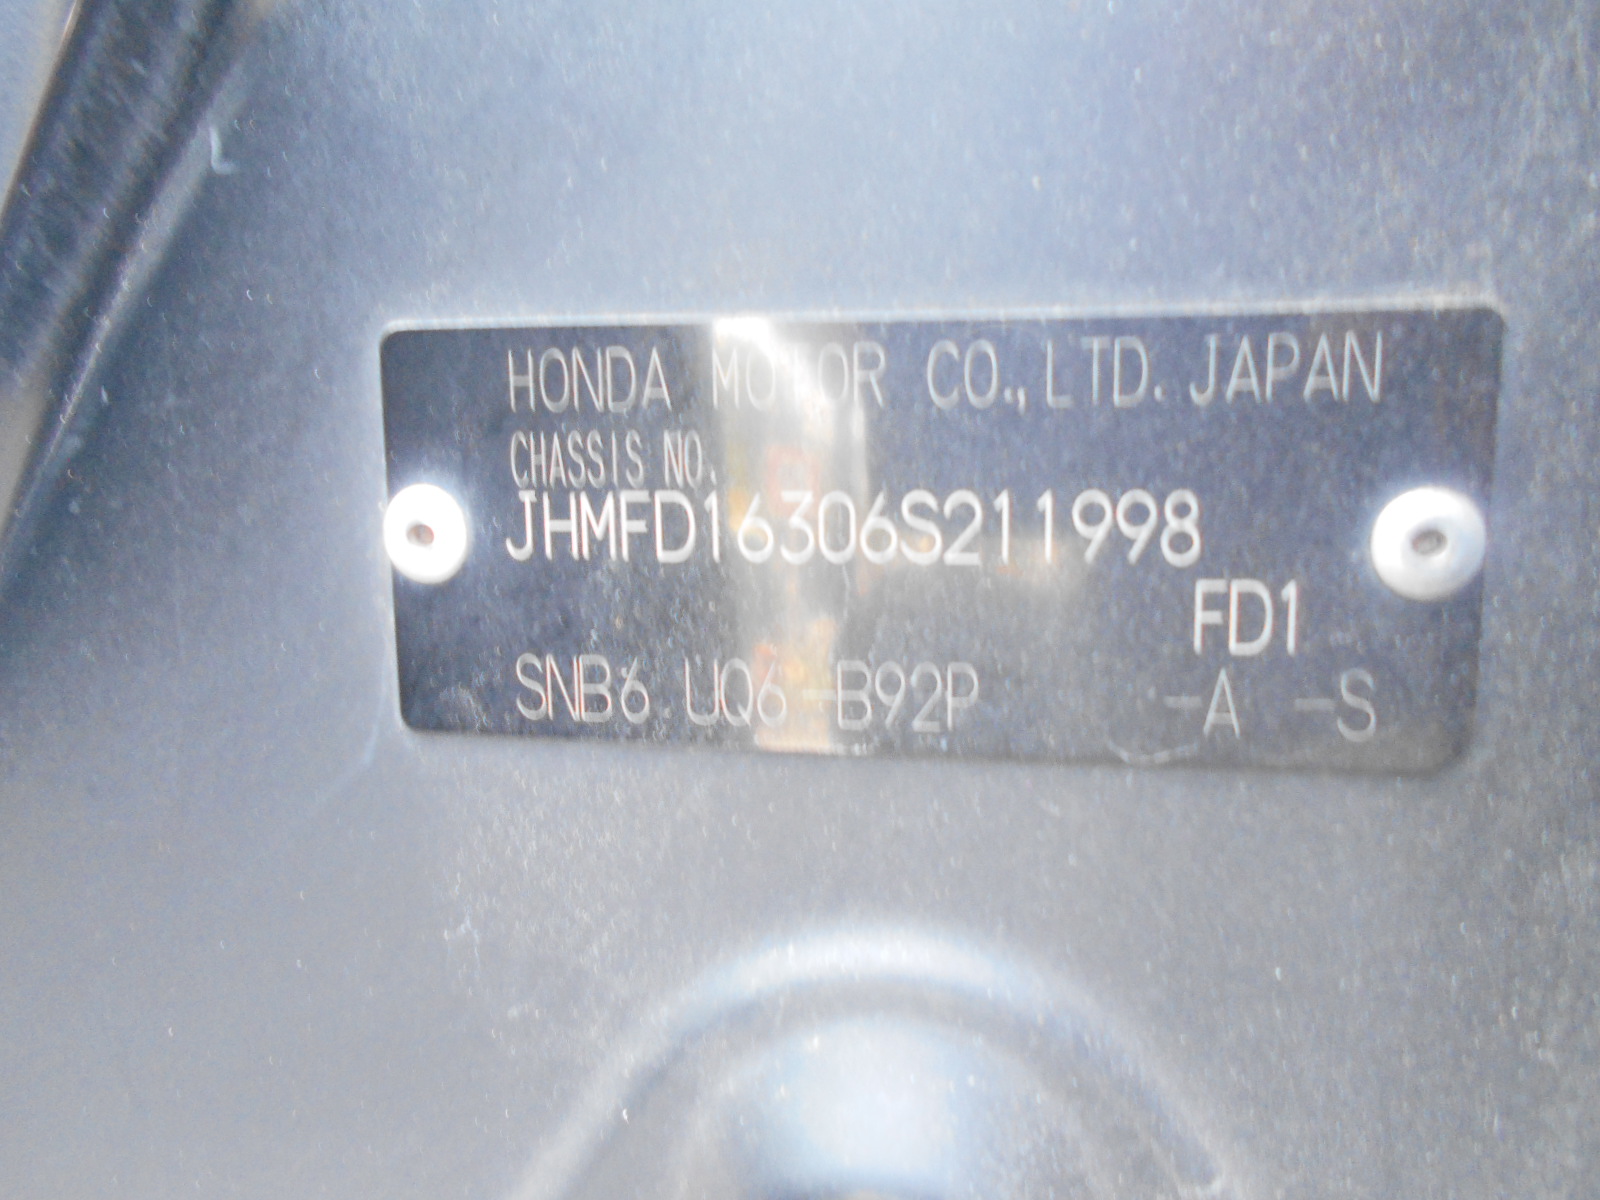 HONDA MOTOR CO., LTD. JAPAN
CHASSIS NO.
JHMFD16306S211998
FD1
SNB6 UQ6-B92P -A -S